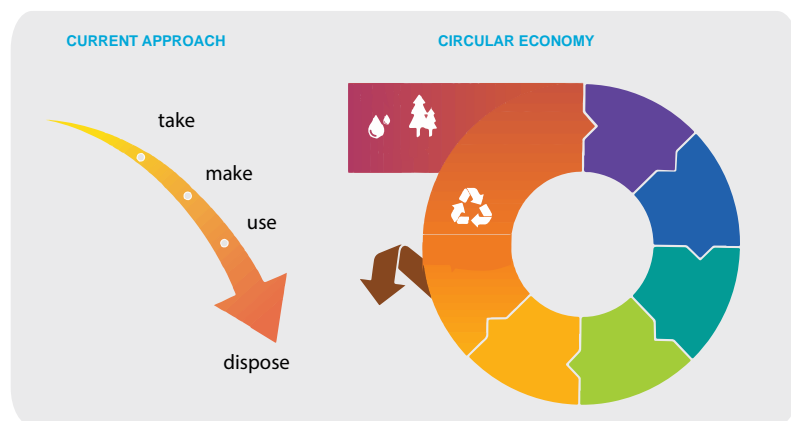 CURRENT APPROACH
CIRCULAR ECONOMY
take
make
use
dispose